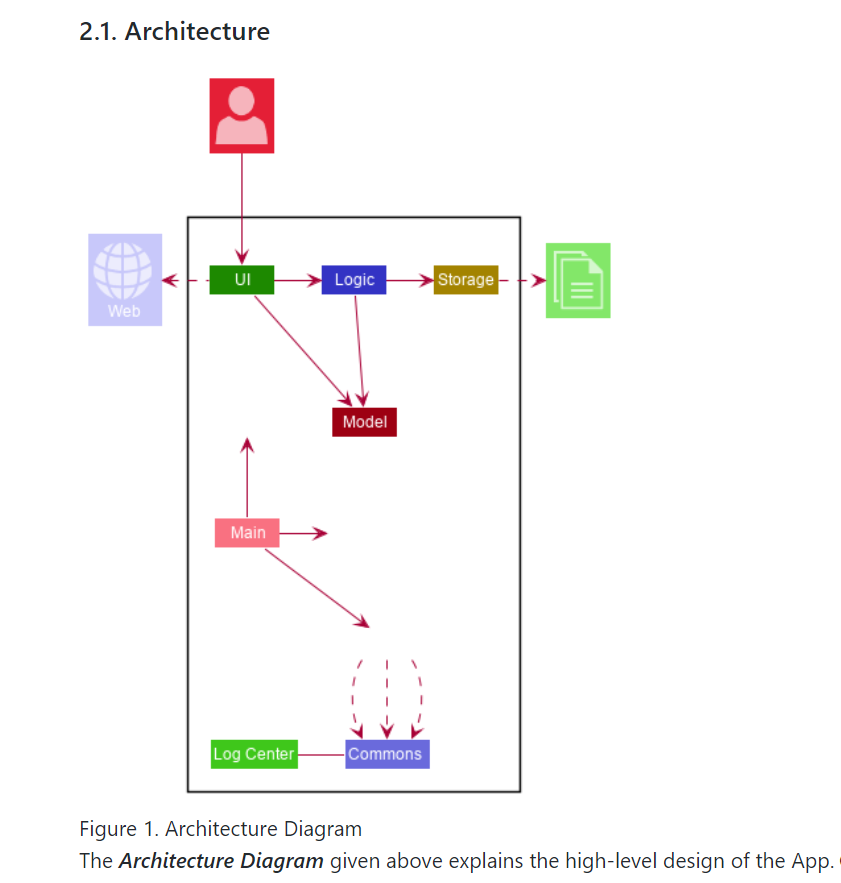 2.1. Architecture
UI
Logic
Storage
Web
Model
Main
Log Center
Commons
Figure 1. Architecture Diagram
The Architecture Diagram given above explains the high-level design of the App.